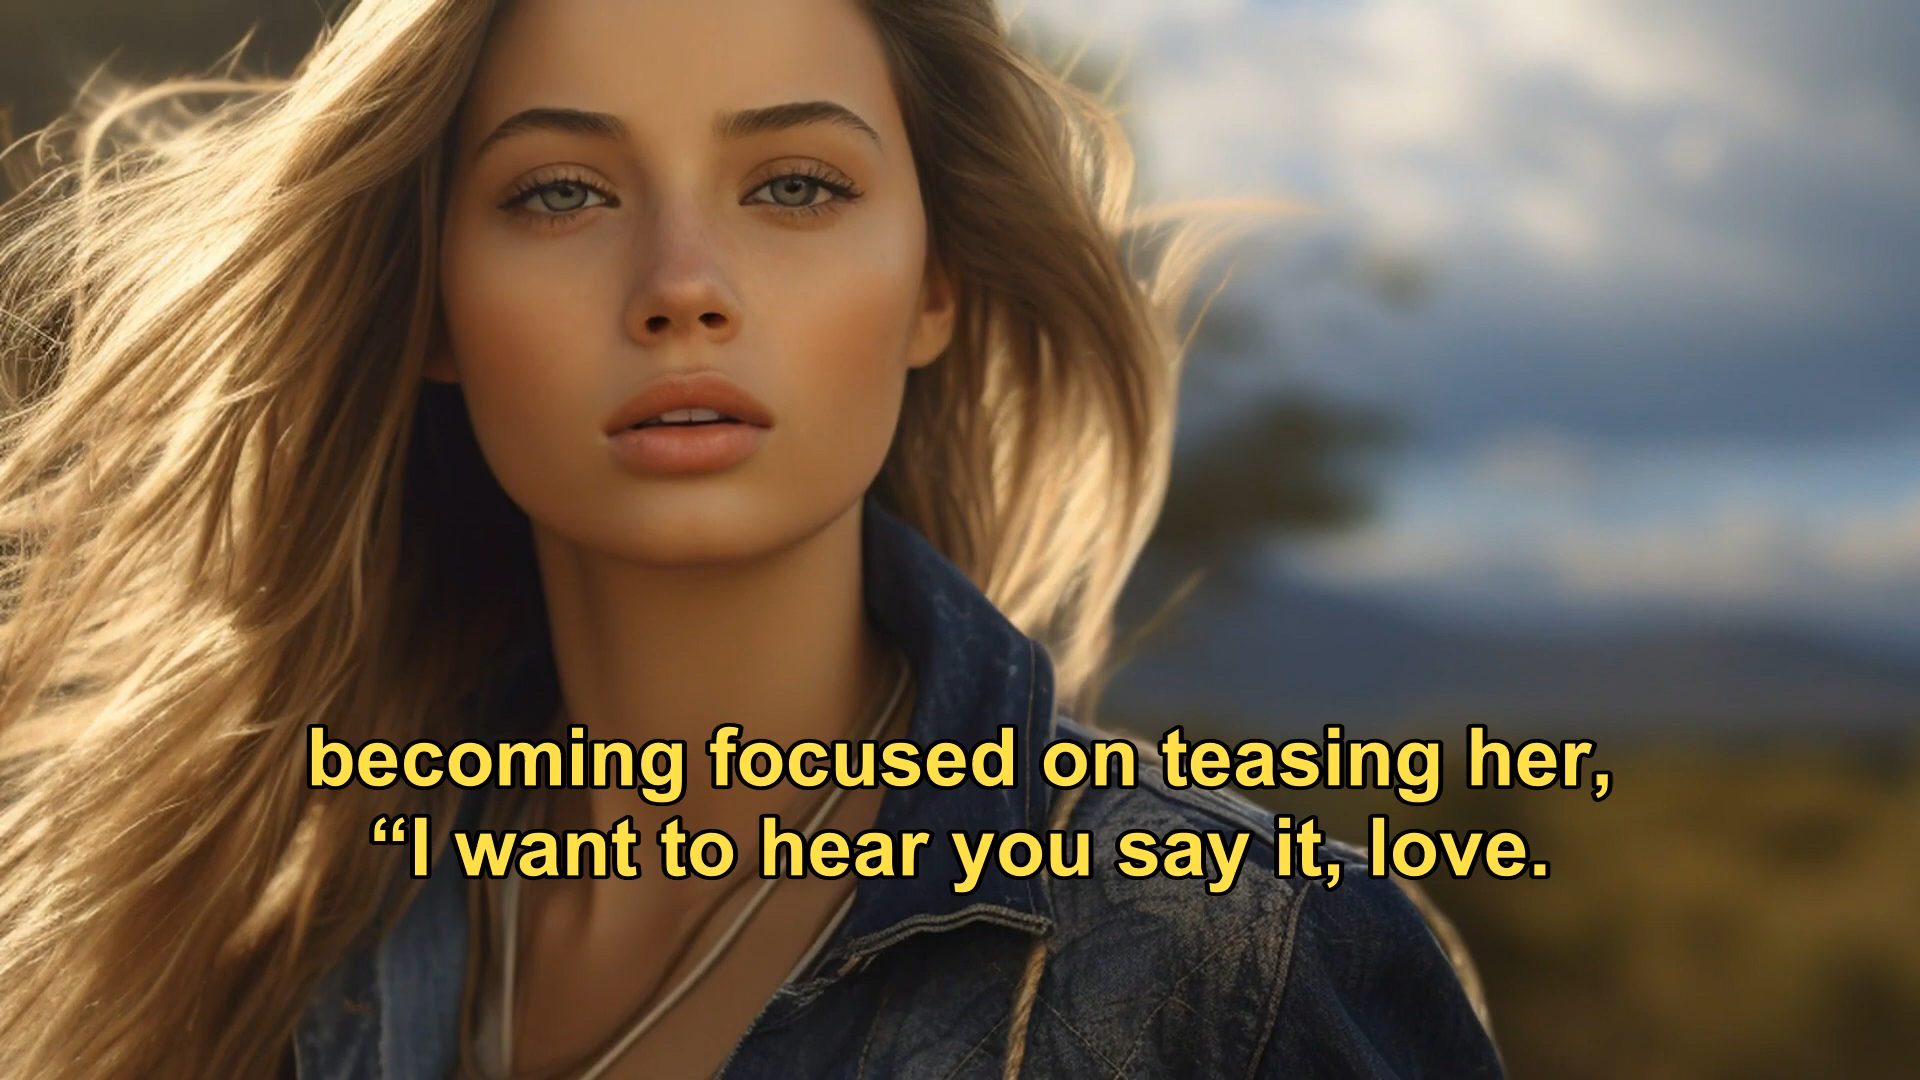 becoming focused on teasing her,
“I want to hear you say it, love.